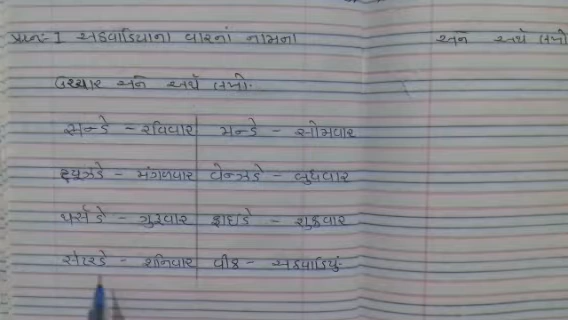 પ્રશ્ન:-I અઠવાડિયાના વારનાં નામના અને અર્થ લખો
ઉચ્ચાર અને અર્થ લખો.
સન્ડે - રવિવાર મન્ડે - સોમવાર
ટ્યુઝડે - મંગળવાર વેન્ઝડે - બુધવાર
થર્સડે - ગુરૂવાર ફ્રાઇડે - શુક્રવાર
સેટરડે - શનિવાર વીક - અઠવાડિયું.